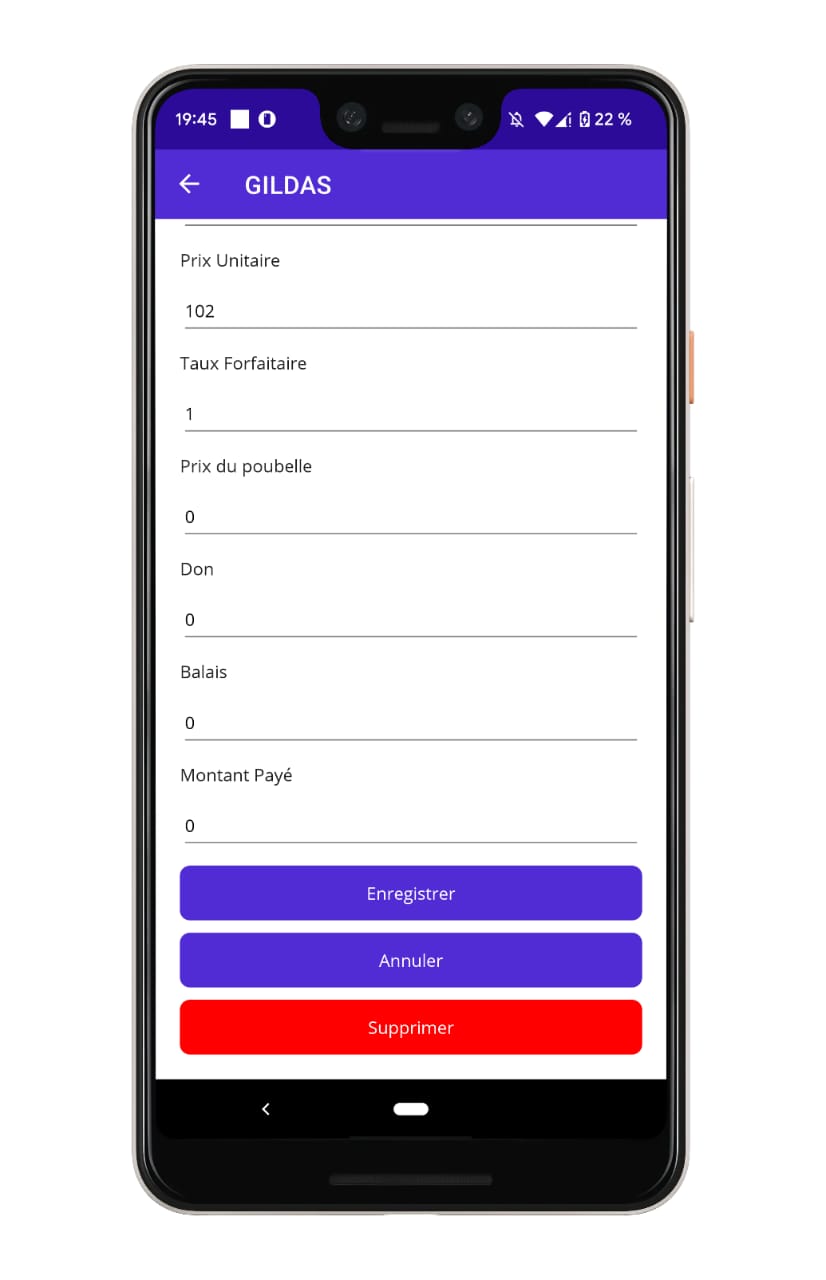 19:45 22 %
GILDAS
Prix Unitaire
102
Taux Forfaitaire
1
Prix du poubelle
0
Don
0
Balais
0
Montant Payé
0
Enregistrer
Annuler
Supprimer